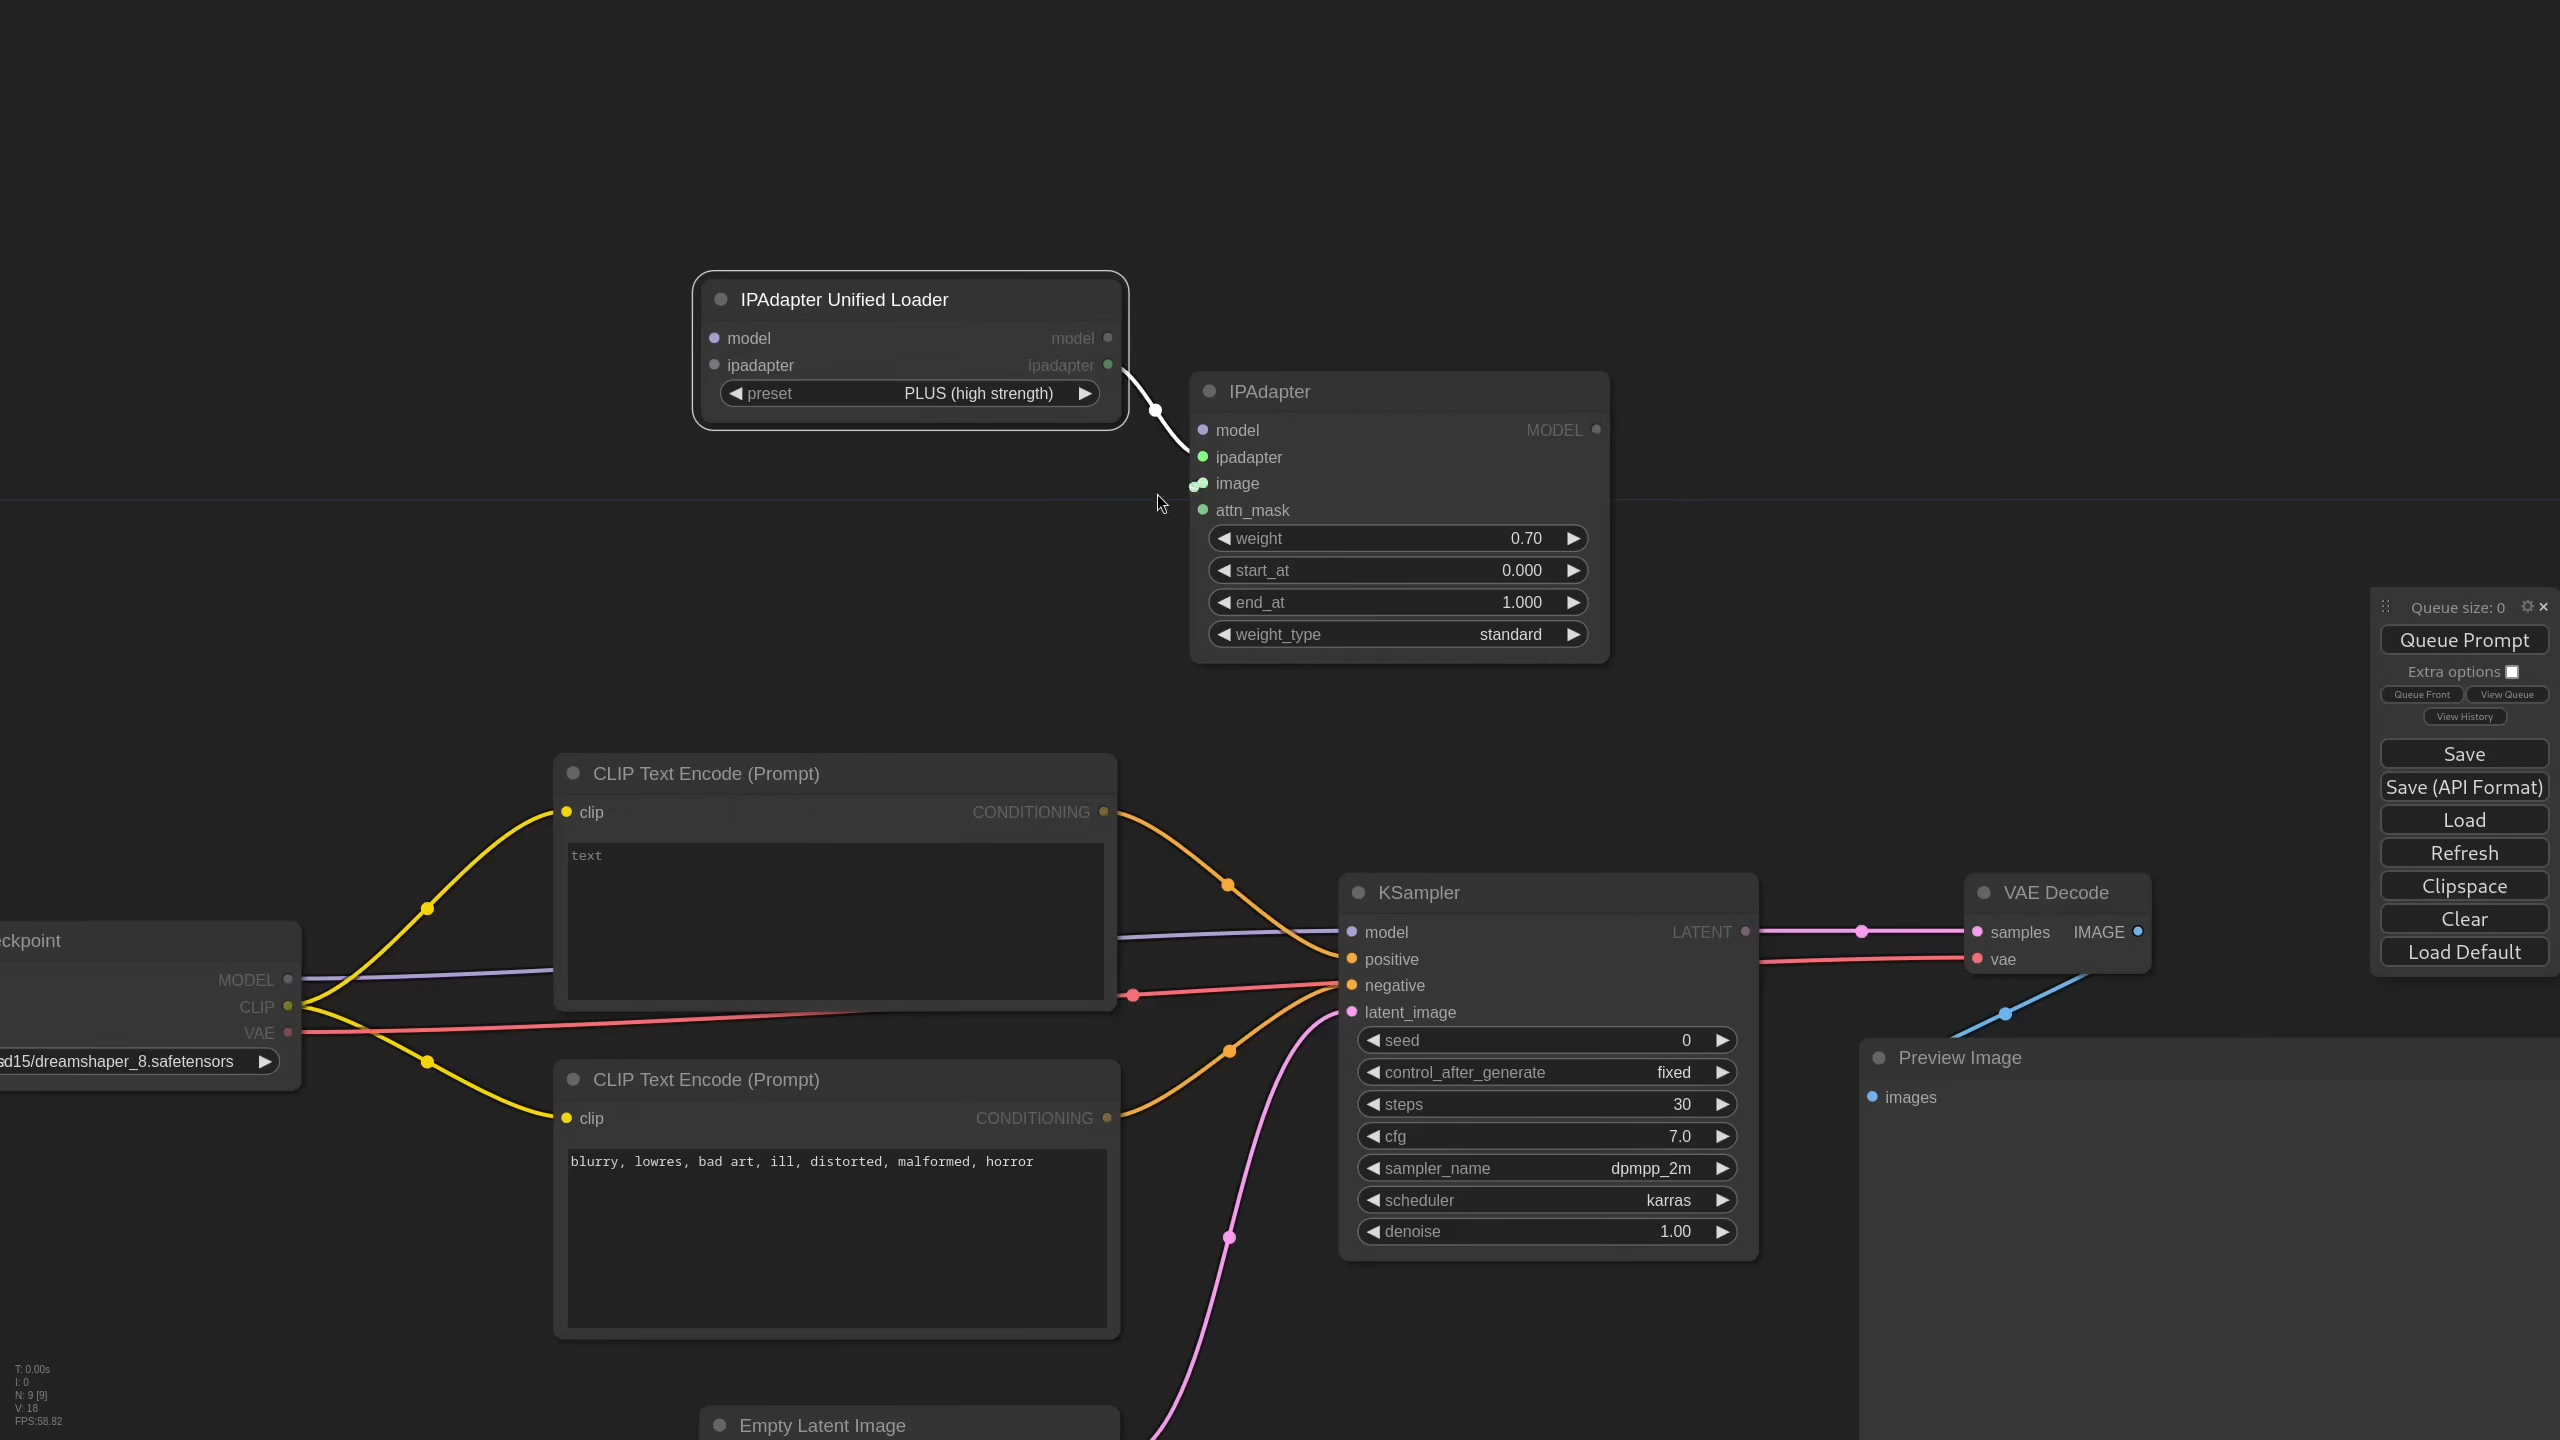 IPAdapter Unified Loader
model model
ipadapter ipadapter
preset PLUS (high strength)
IPAdapter
model MODEL
ipadapter
image
attn_mask
weight 0.70
start_at 0.000
end_at 1.000
weight_type standard
Queue size: 0
Queue Prompt
Extra options
Queue Front View Queue
View History
Save
Save (API Format)
Load
Refresh
Clipspace
Clear
Load Default
CLIP Text Encode (Prompt)
clip CONDITIONING
text
KSampler
model LATENT
positive
negative
latent_image
seed 0
control_after_generate fixed
steps 30
cfg 7.0
sampler_name dpmpp_2m
scheduler karras
denoise 1.00
VAE Decode
samples IMAGE
vae
Preview Image
images
eckpoint
MODEL
CLIP
VAE
sd15/dreamshaper_8.safetensors
CLIP Text Encode (Prompt)
clip CONDITIONING
blurry, lowres, bad art, ill, distorted, malformed, horror
Empty Latent Image
T: 0.00s
I: 0
N: 9 [9]
V: 18
FPS:58.82